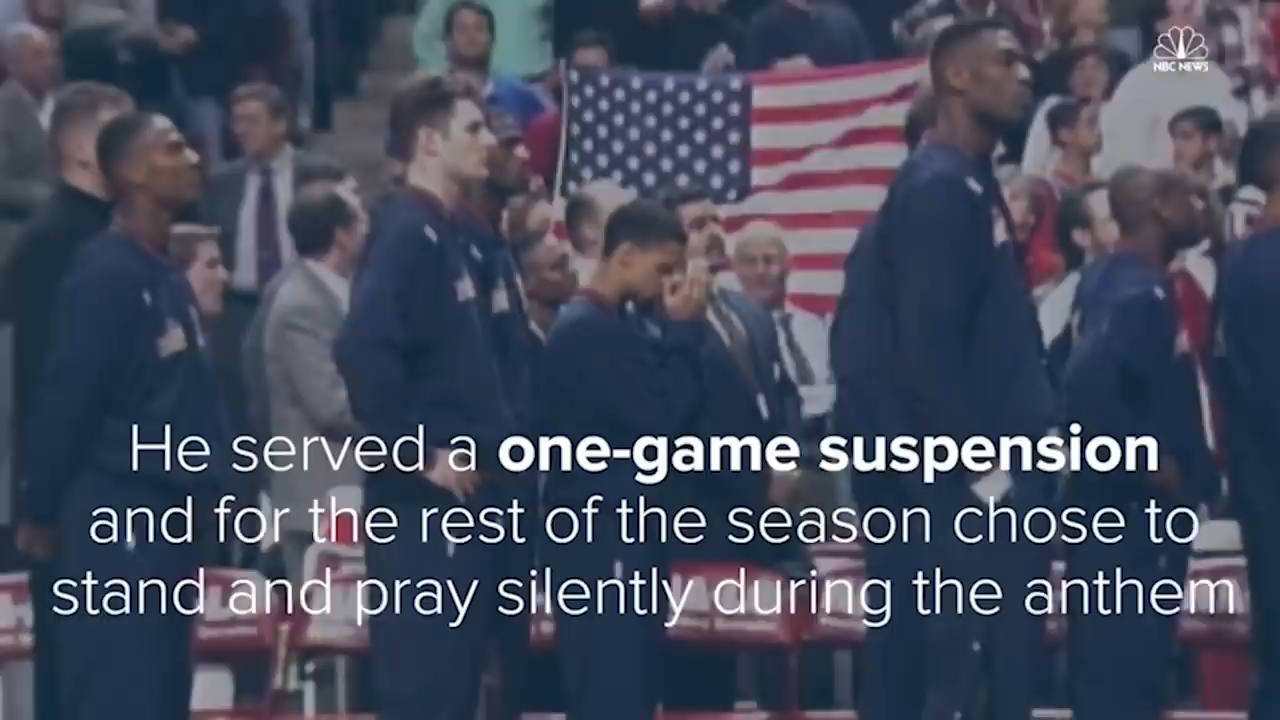 NBC NEWS
He served a one-game suspension
and for the rest of the season chose to
stand and pray silently during the anthem